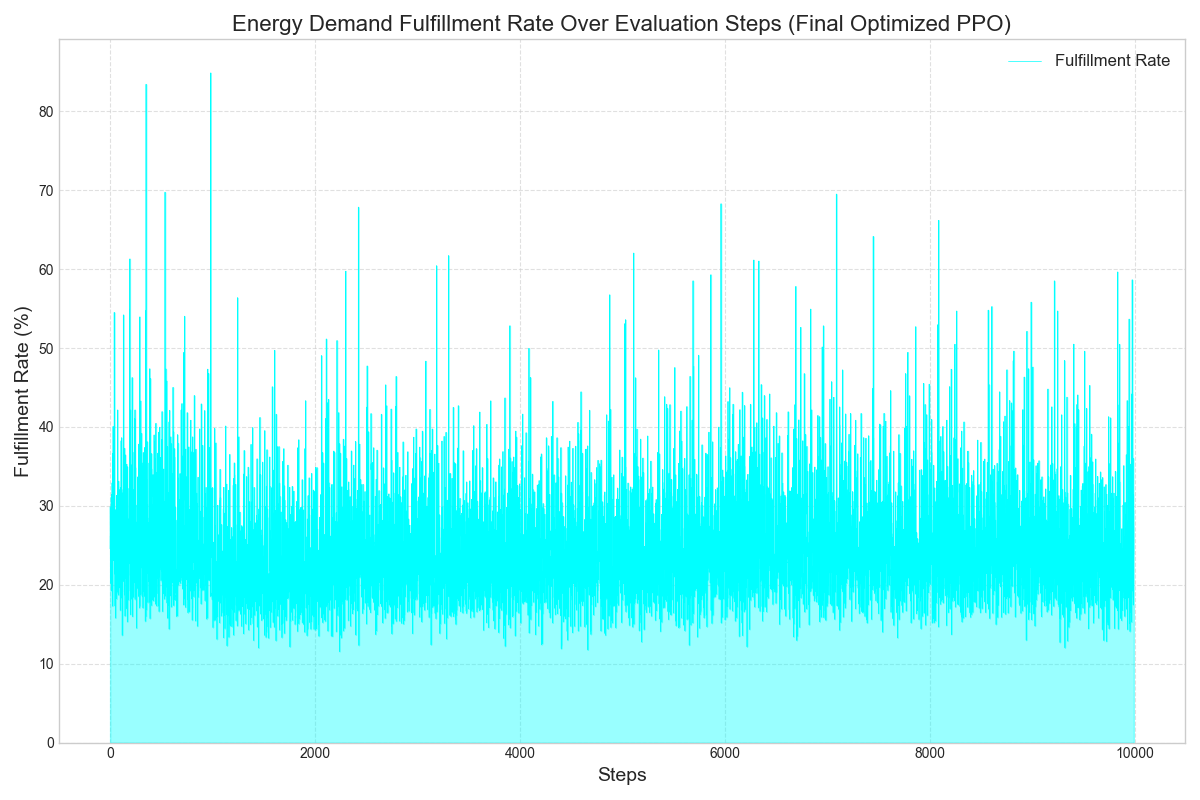 Energy Demand Fulfillment Rate Over Evaluation Steps (Final Optimized PPO)
Fulfillment Rate
Fulfillment Rate (%)
80
70
60
50
40
30
20
10
0
0 2000 4000 6000 8000 10000
Steps